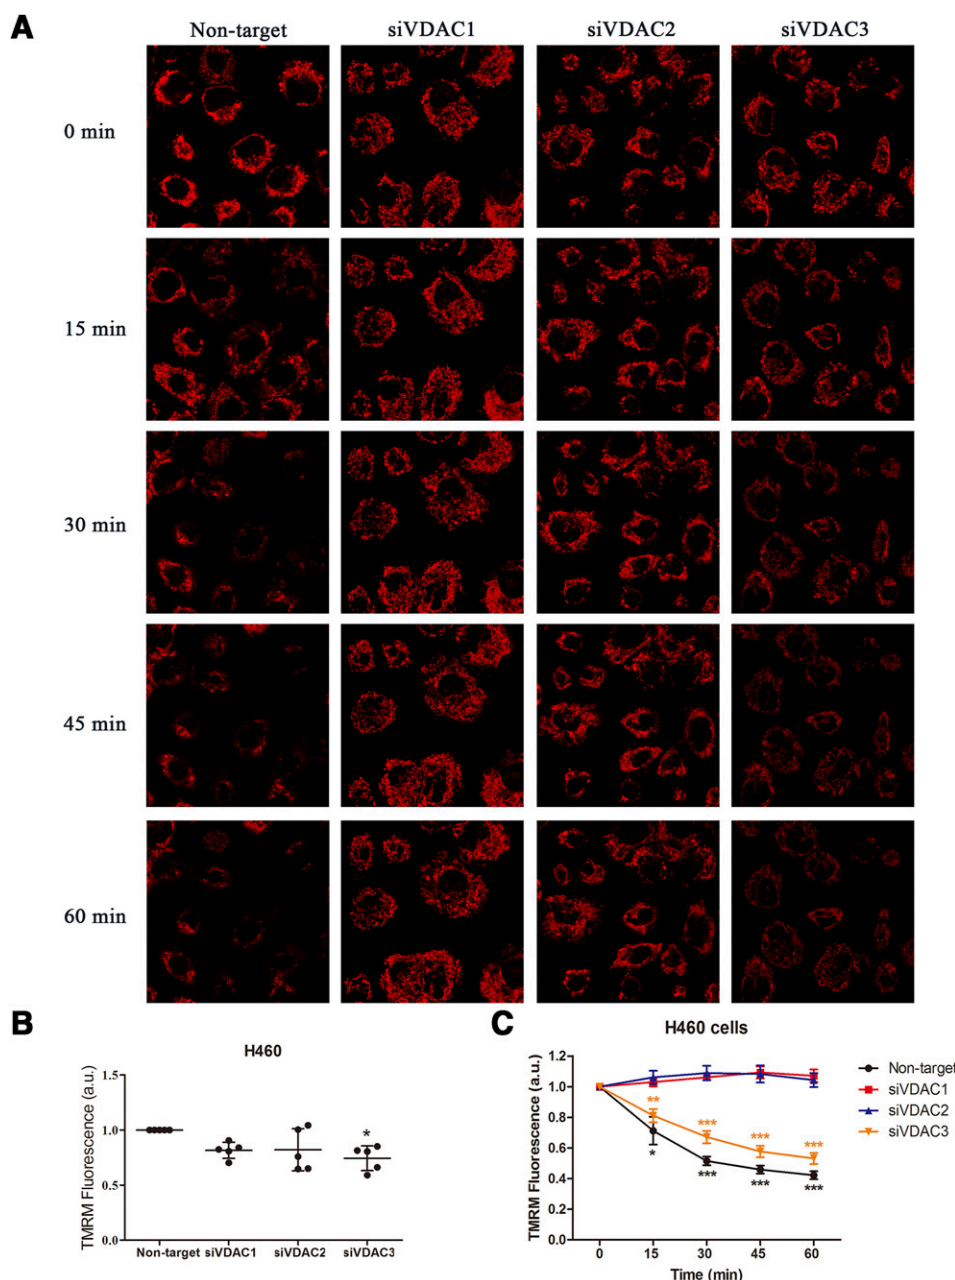 A
Non-target siVDAC1 siVDAC2 siVDAC3
0 min
15 min
30 min
45 min
60 min
B
H460
TMRM Fluorescence (a.u.)
1.5
1.0
0.5
0.0
*
Non-target siVDAC1 siVDAC2 siVDAC3
C
H460 cells
TMRM Fluorescence (a.u.)
1.2
1.0
0.8
0.6
0.4
0.2
0.0
** *** *** ***
* *** *** ***
0 15 30 45 60
Time (min)
Non-target
siVDAC1
siVDAC2
siVDAC3